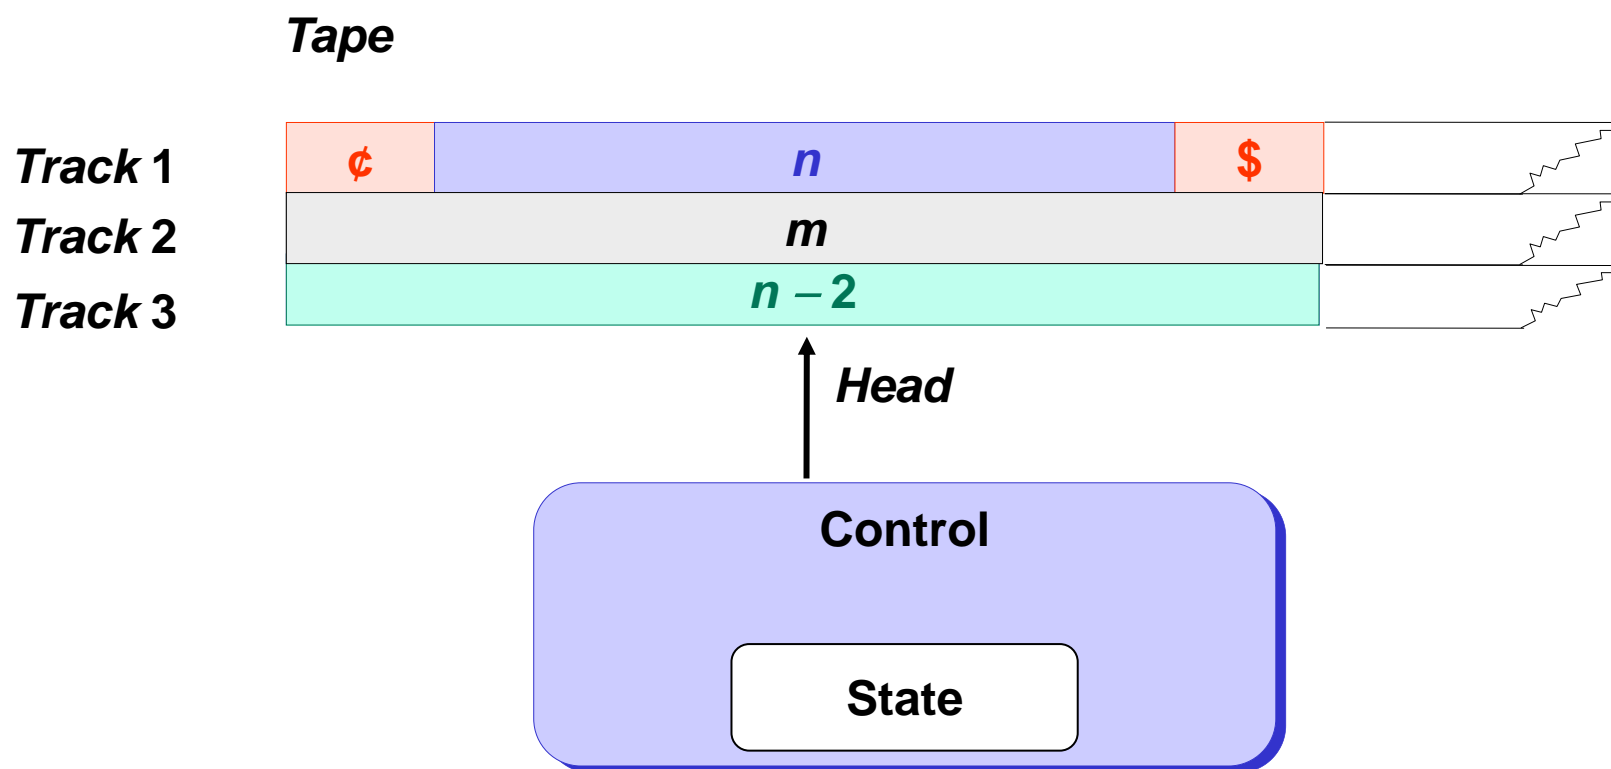 Tape
Track 1 ¢ n $
Track 2 m
Track 3 n – 2
Head
Control
State